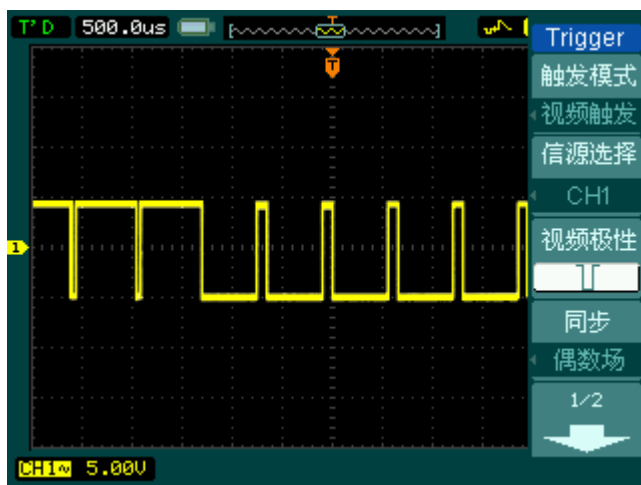 T'D 500.0us
T
T
Trigger
触发模式
视频触发
信源选择
CH1
视频极性
同步
偶数场
1/2
1
CH1~ 5.00V